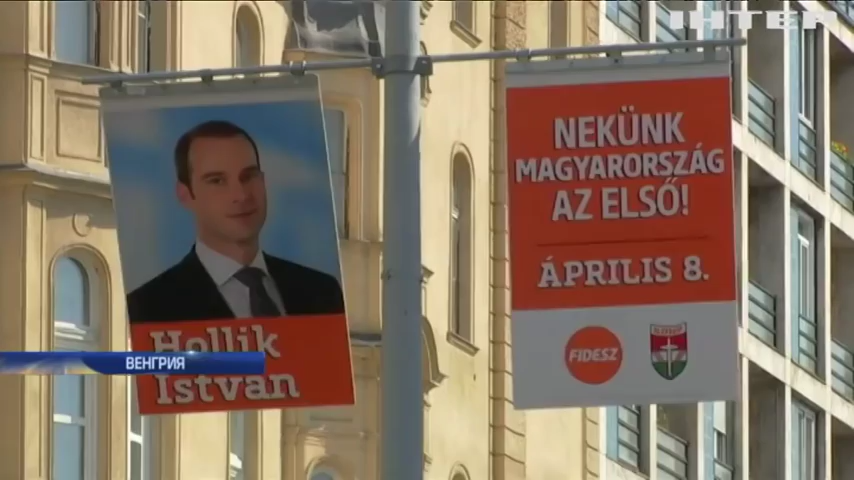 ІНТЕР
NEKÜNK
MAGYARORSZÁG
AZ ELSŐ!
ÁPRILIS 8.
FIDESZ
Hollik
István
ВЕНГРИЯ